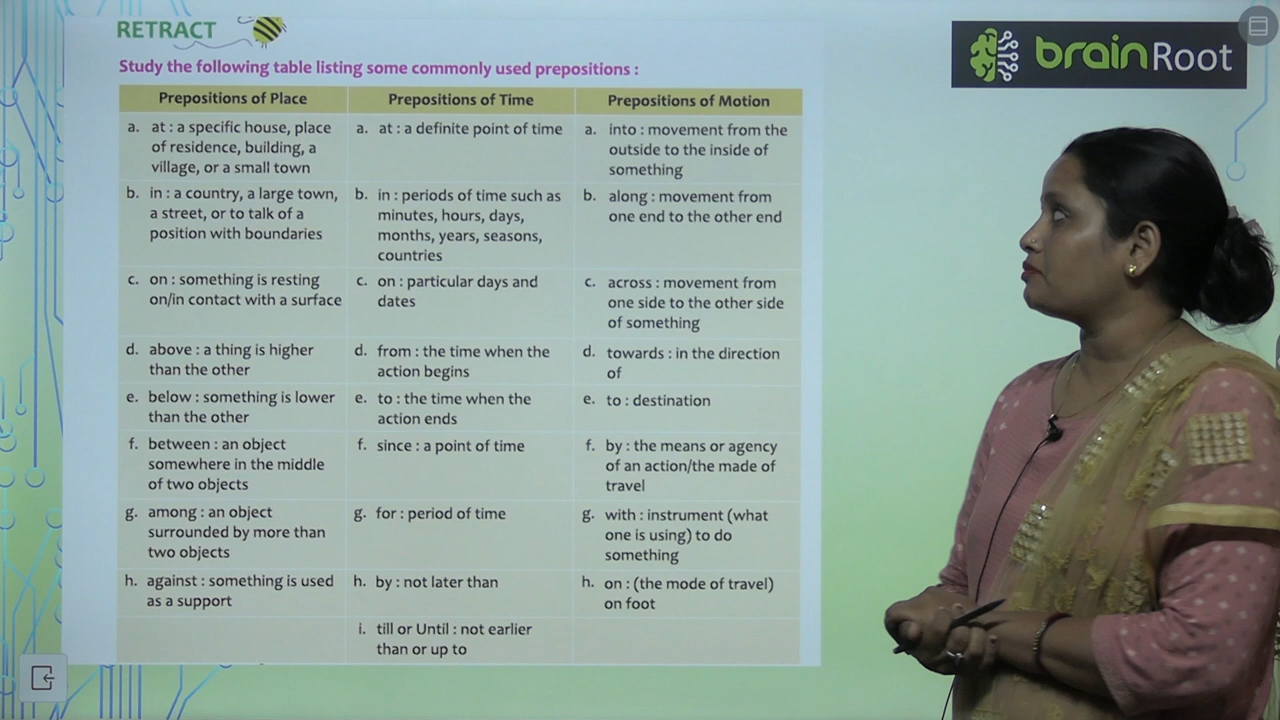 RETRACT
brainRoot
Study the following table listing some commonly used prepositions :
Prepositions of Place
Prepositions of Time
Prepositions of Motion
a. at : a specific house, place
of residence, building, a
village, or a small town
a. at : a definite point of time
a. into : movement from the
outside to the inside of
something
b. in : a country, a large town,
a street, or to talk of a
position with boundaries
b. in : periods of time such as
minutes, hours, days,
months, years, seasons,
countries
b. along : movement from
one end to the other end
c. on : something is resting
on/in contact with a surface
c. on : particular days and
dates
c. across : movement from
one side to the other side
of something
d. above : a thing is higher
than the other
d. from : the time when the
action begins
d. towards : in the direction
of
e. below : something is lower
than the other
e. to : the time when the
action ends
e. to : destination
f. between : an object
somewhere in the middle
of two objects
f. since : a point of time
f. by : the means or agency
of an action/the made of
travel
g. among : an object
surrounded by more than
two objects
g. for : period of time
g. with : instrument (what
one is using) to do
something
h. against : something is used
as a support
h. by : not later than
h. on : (the mode of travel)
on foot
i. till or Until : not earlier
than or up to